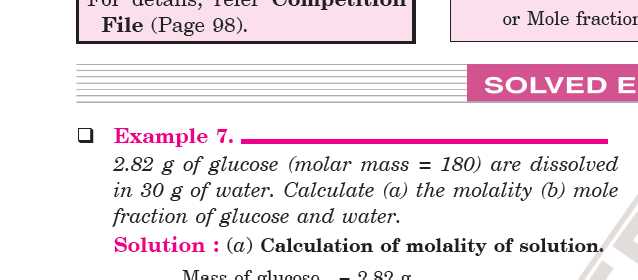 For details, refer Competition
File (Page 98).
or Mole fraction
SOLVED E
❑ Example 7.
2.82 g of glucose (molar mass = 180) are dissolved
in 30 g of water. Calculate (a) the molality (b) mole
fraction of glucose and water.
Solution : (a) Calculation of molality of solution.
Mass of glucose = 2.82 g